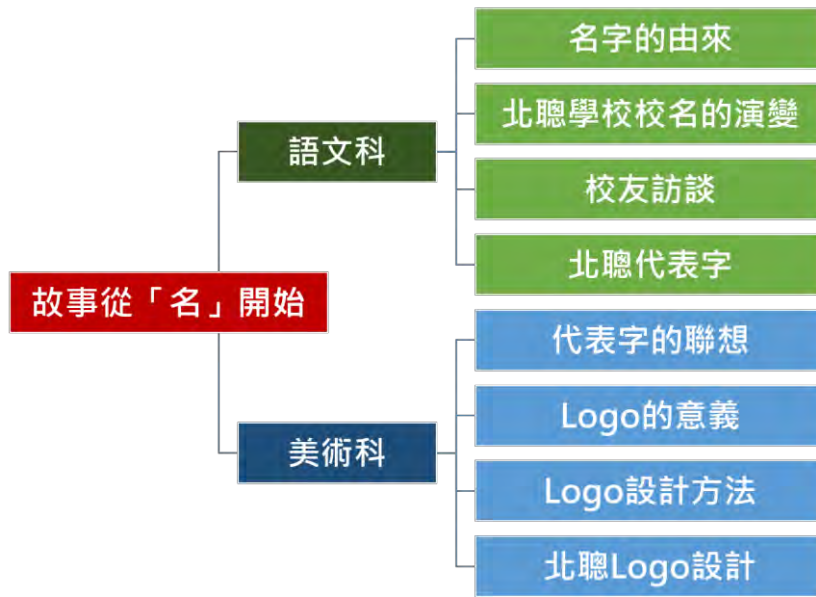 故事從「名」開始
語文科
名字的由來
北聰學校校名的演變
校友訪談
北聰代表字
美術科
代表字的聯想
Logo的意義
Logo設計方法
北聰Logo設計